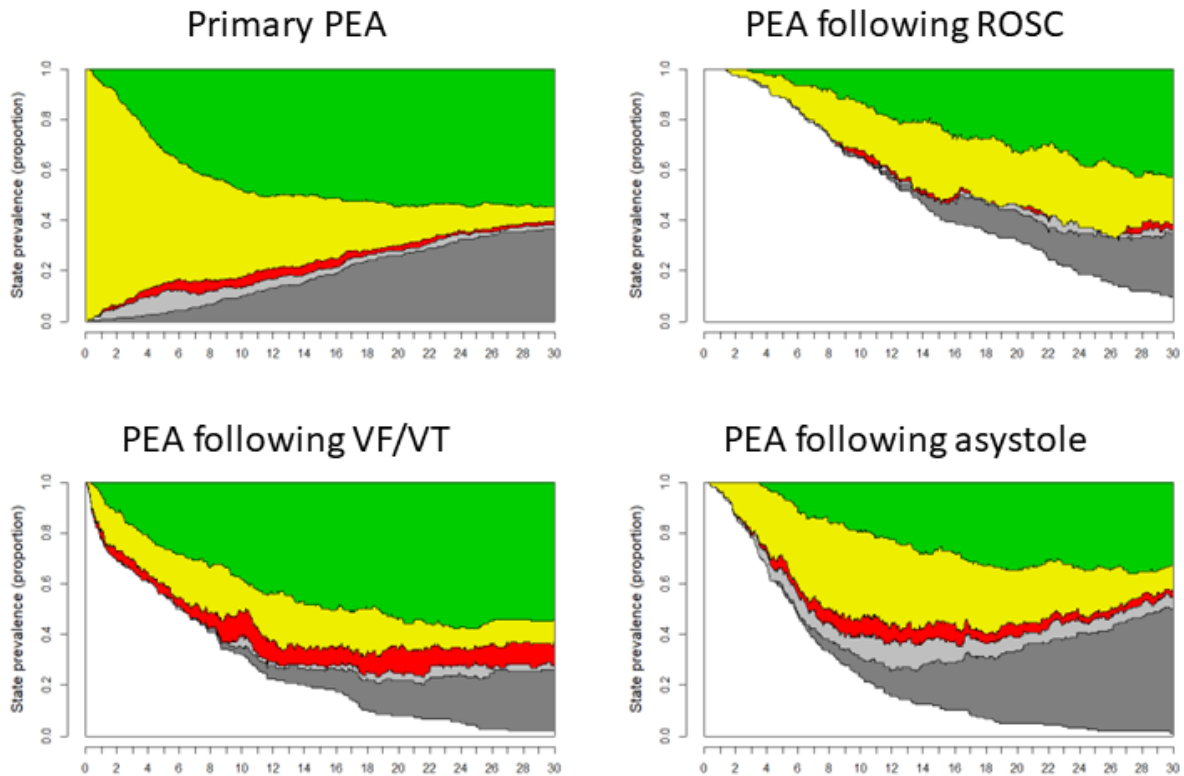 Primary PEA
PEA following ROSC
State prevalence (proportion)
0.0 0.2 0.4 0.6 0.8 1.0
0 2 4 6 8 10 12 14 16 18 20 22 24 26 28 30
State prevalence (proportion)
0.0 0.2 0.4 0.6 0.8 1.0
0 2 4 6 8 10 12 14 16 18 20 22 24 26 28 30
PEA following VF/VT
PEA following asystole
State prevalence (proportion)
0.0 0.2 0.4 0.6 0.8 1.0
0 2 4 6 8 10 12 14 16 18 20 22 24 26 28 30
State prevalence (proportion)
0.0 0.2 0.4 0.6 0.8 1.0
0 2 4 6 8 10 12 14 16 18 20 22 24 26 28 30